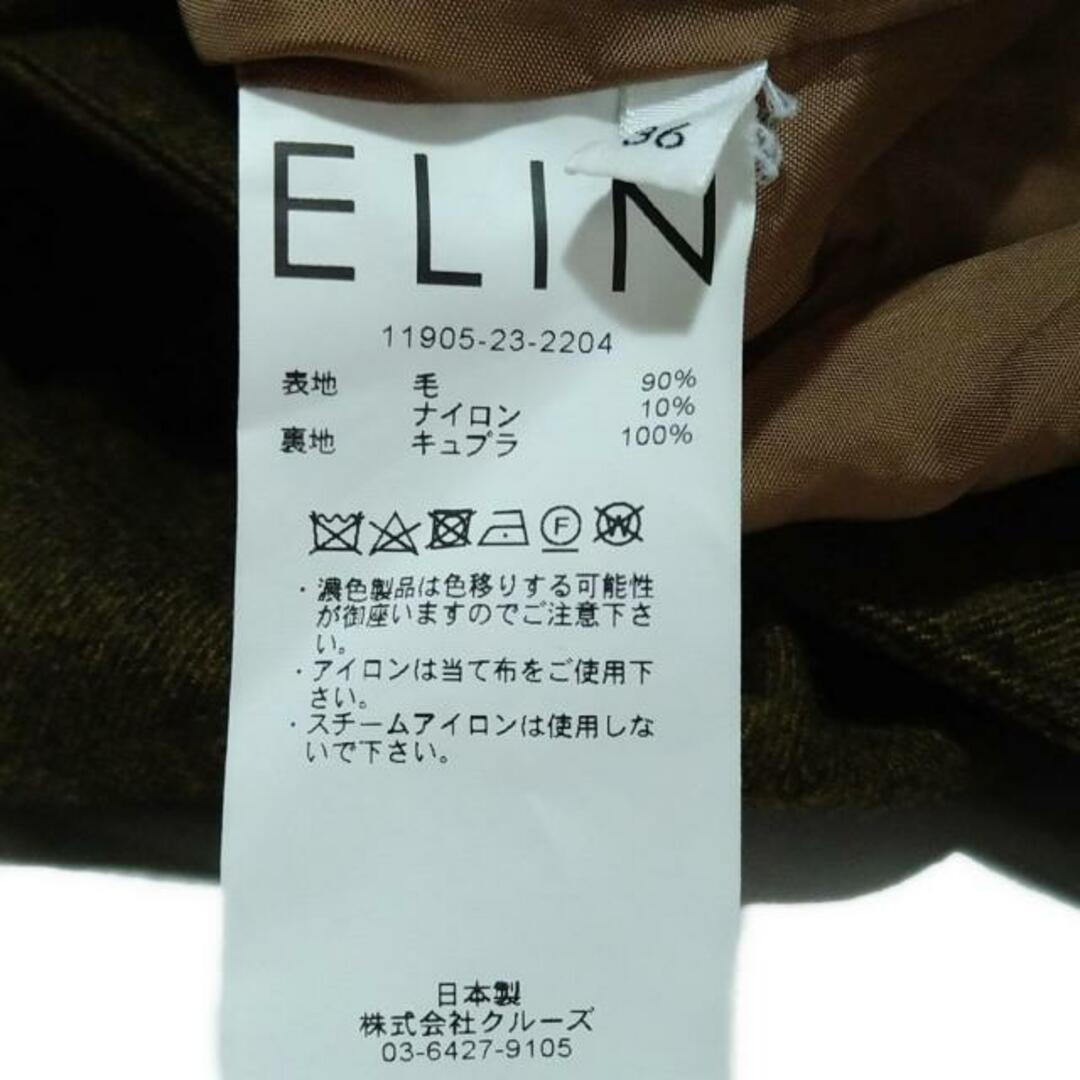 36
ELIN
11905-23-2204
表地 毛 90%
ナイロン 10%
裏地 キュプラ 100%
F W
・濃色製品は色移りする可能性
が御座いますのでご注意下さ
い。
・アイロンは当て布をご使用下
さい。
・スチームアイロンは使用しな
いで下さい。
日本製
株式会社クルーズ
03-6427-9105